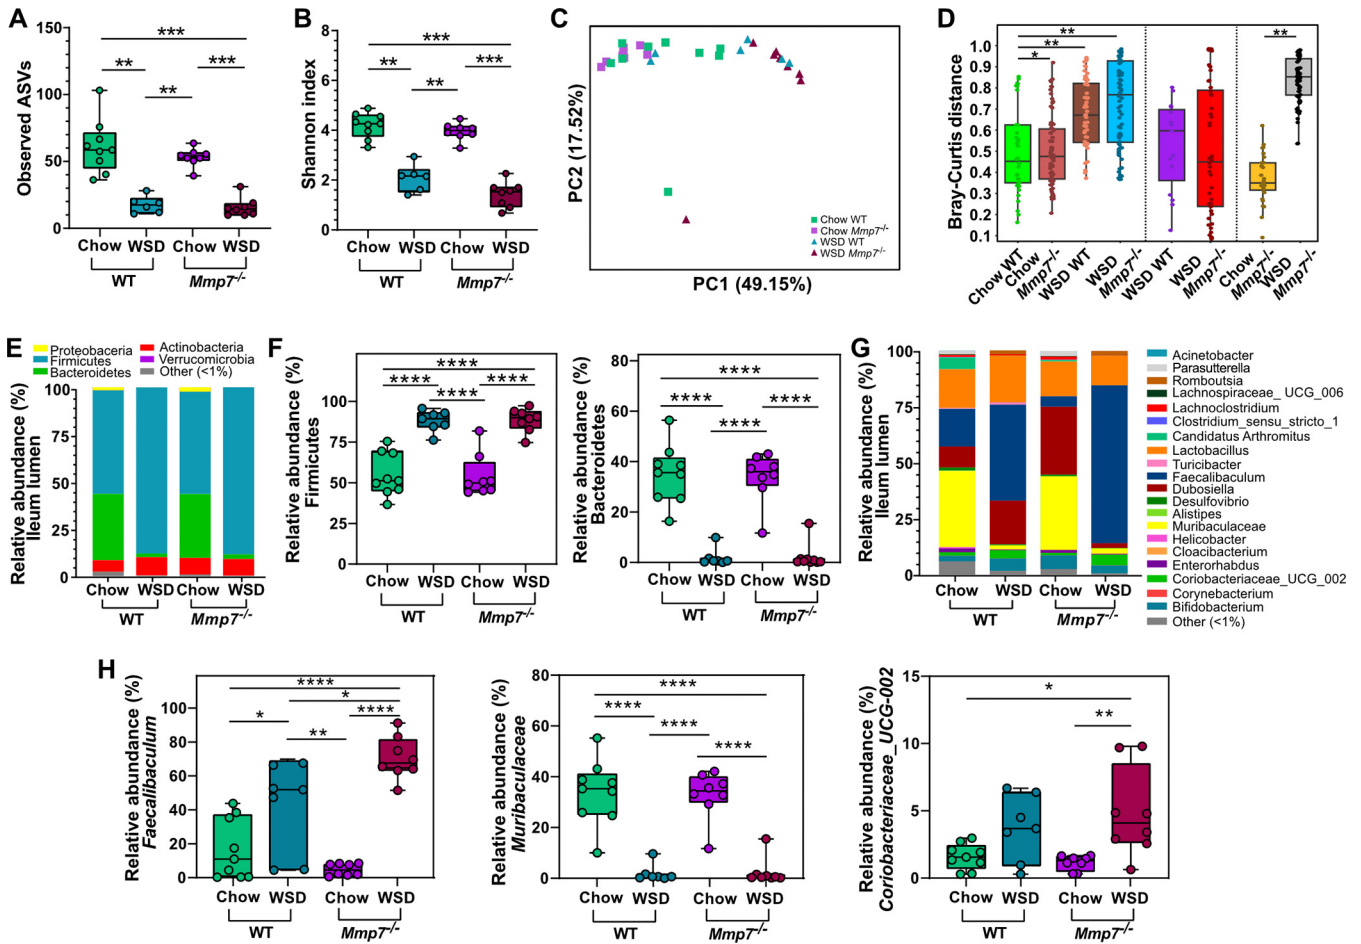 A
Observed ASVs
150
100
50
0
***
**
***
**
Chow WSD Chow WSD
WT
Mmp7-/-
B
Shannon index
8
6
4
2
0
***
**
***
**
Chow WSD Chow WSD
WT
Mmp7-/-
C
PC2 (17.52%)
Chow WT
Chow Mmp7-/-
WSD WT
WSD Mmp7-/-
PC1 (49.15%)
D
Bray-Curtis distance
1.0
0.9
0.8
0.7
0.6
0.5
0.4
0.3
0.2
0.1
**
**
*
**
Chow WT
Chow Mmp7-/-
WSD WT
WSD Mmp7-/-
WSD WT
WSD Mmp7-/-
Chow Mmp7-/-
WSD Mmp7-/-
E
Proteobaceria
Firmicutes
Bacteroidetes
Actinobacteria
Verrucomicrobia
Other (<1%)
Relative abundance (%)
Ileum lumen
100
75
50
25
0
Chow WSD Chow WSD
WT
Mmp7-/-
F
Relative abundance (%)
Firmicutes
100
75
50
25
0
****
****
****
****
Chow WSD Chow WSD
WT
Mmp7-/-
Relative abundance (%)
Bacteroidetes
80
60
40
20
0
****
****
****
****
Chow WSD Chow WSD
WT
Mmp7-/-
G
Relative abundance (%)
Ileum lumen
100
75
50
25
0
Chow WSD Chow WSD
WT
Mmp7-/-
Acinetobacter
Parasutterella
Romboutsia
Lachnospiraceae_ UCG_006
Lachnoclostridium
Clostridium_sensu_stricto_1
Candidatus Arthromitus
Lactobacillus
Turicibacter
Faecalibaculum
Dubosiella
Desulfovibrio
Alistipes
Muribaculaceae
Helicobacter
Cloacibacterium
Enterorhabdus
Coriobacteriaceae_UCG_002
Corynebacterium
Bifidobacterium
Other (<1%)
H
Relative abundance (%)
Faecalibaculum
100
80
60
40
20
0
****
*
*
****
**
Chow WSD Chow WSD
WT
Mmp7-/-
Relative abundance (%)
Muribaculaceae
80
60
40
20
0
****
****
****
****
Chow WSD Chow WSD
WT
Mmp7-/-
Relative abundance (%)
Coriobacteriaceae_UCG-002
15
10
5
0
*
**
Chow WSD Chow WSD
WT
Mmp7-/-